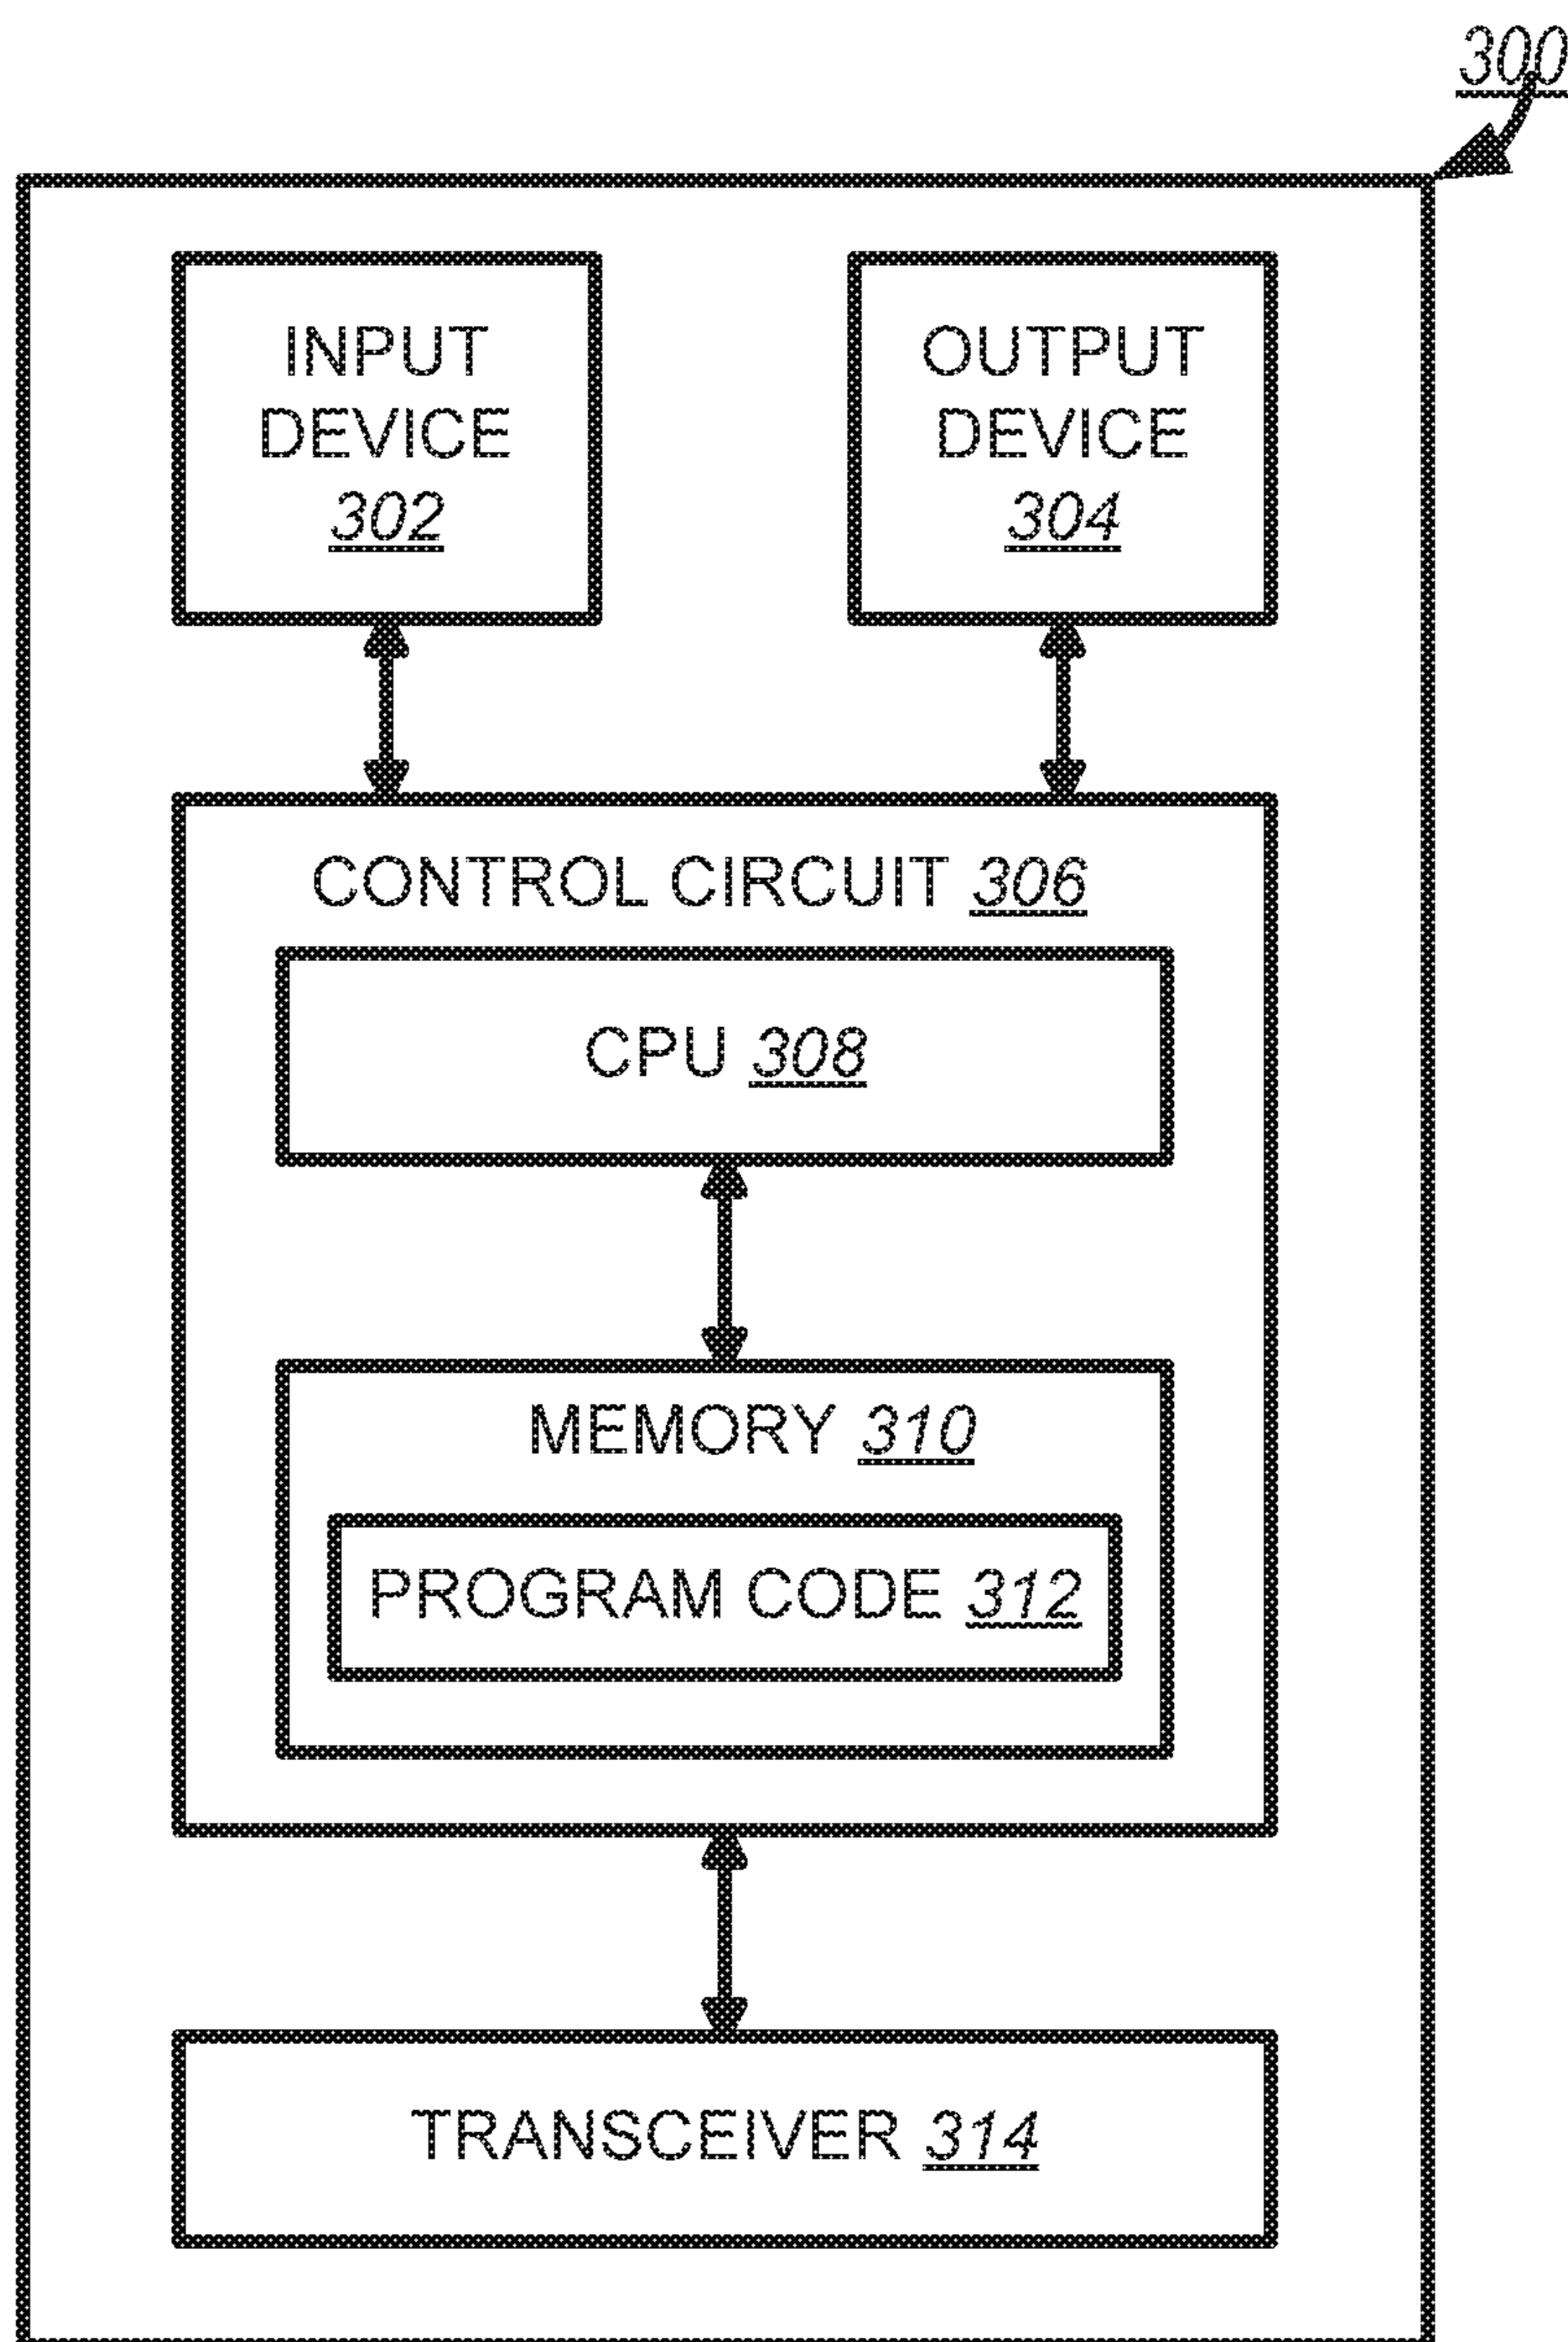 300
INPUT
DEVICE
302
OUTPUT
DEVICE
304
CONTROL CIRCUIT 306
CPU 308
MEMORY 310
PROGRAM CODE 312
TRANSCEIVER 314